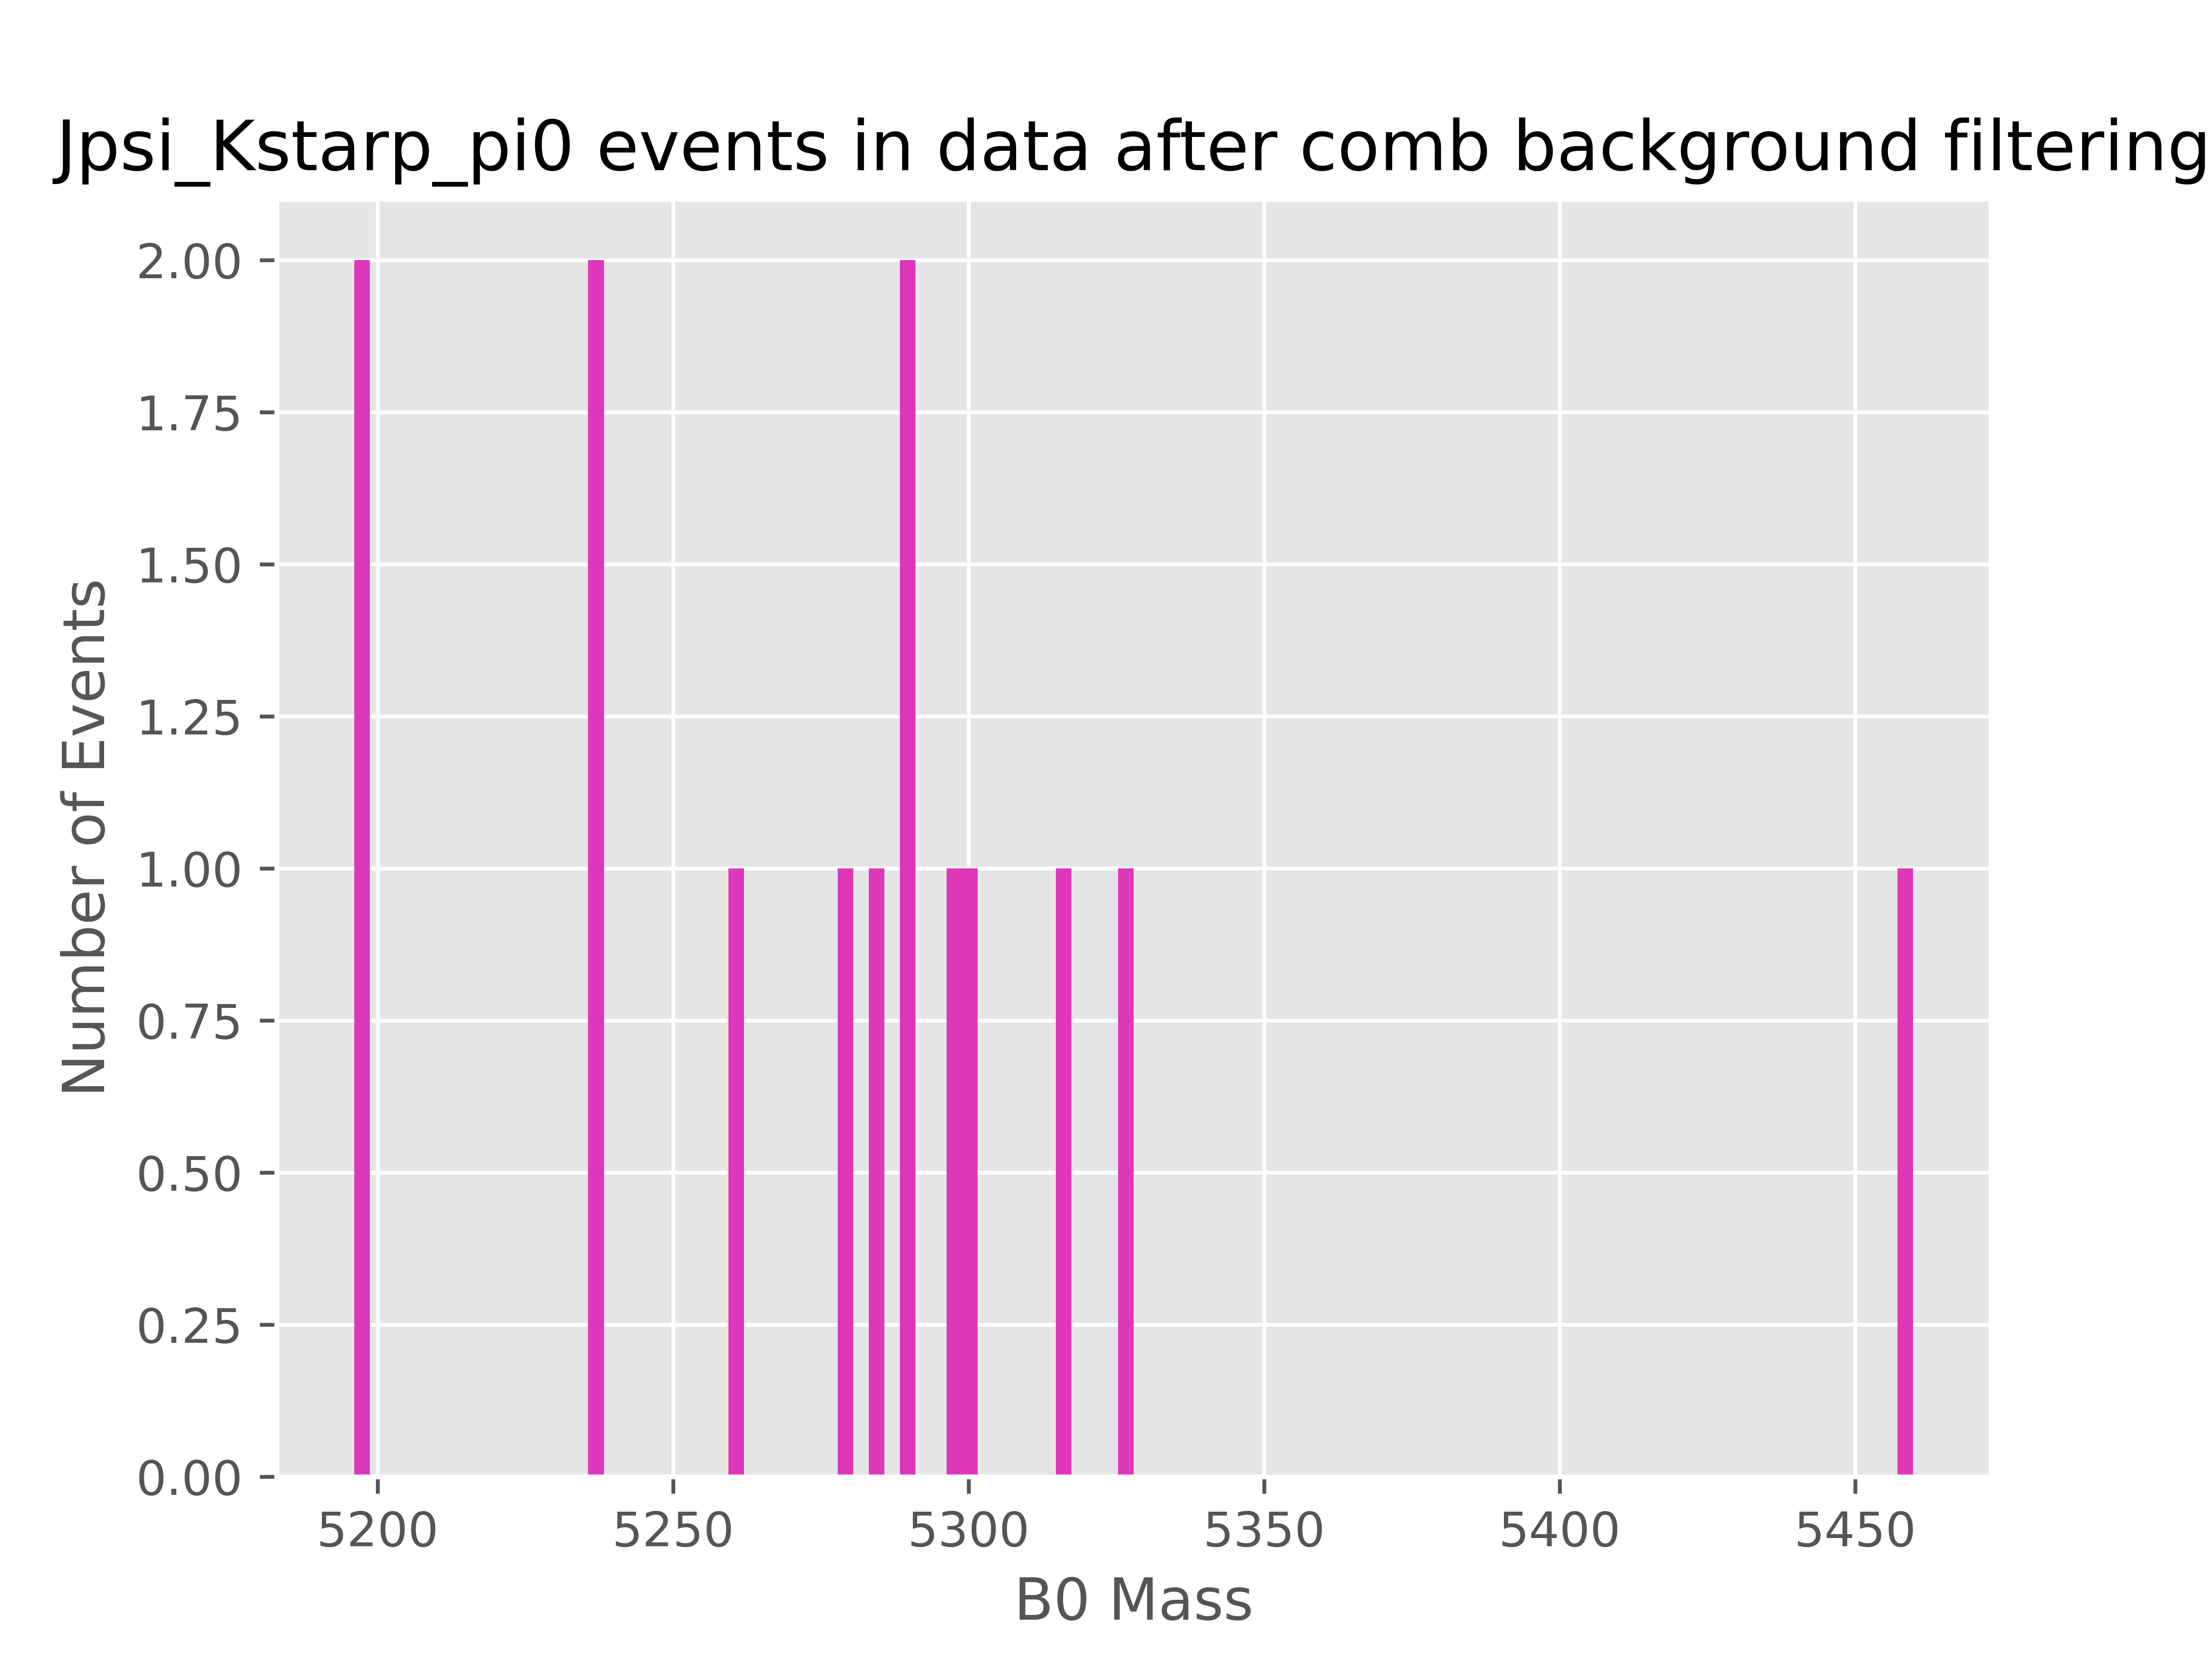 Jpsi_Kstarp_pi0 events in data after comb background filtering
2.00
1.75
1.50
1.25
1.00
0.75
0.50
0.25
0.00
Number of Events
5200 5250 5300 5350 5400 5450
B0 Mass